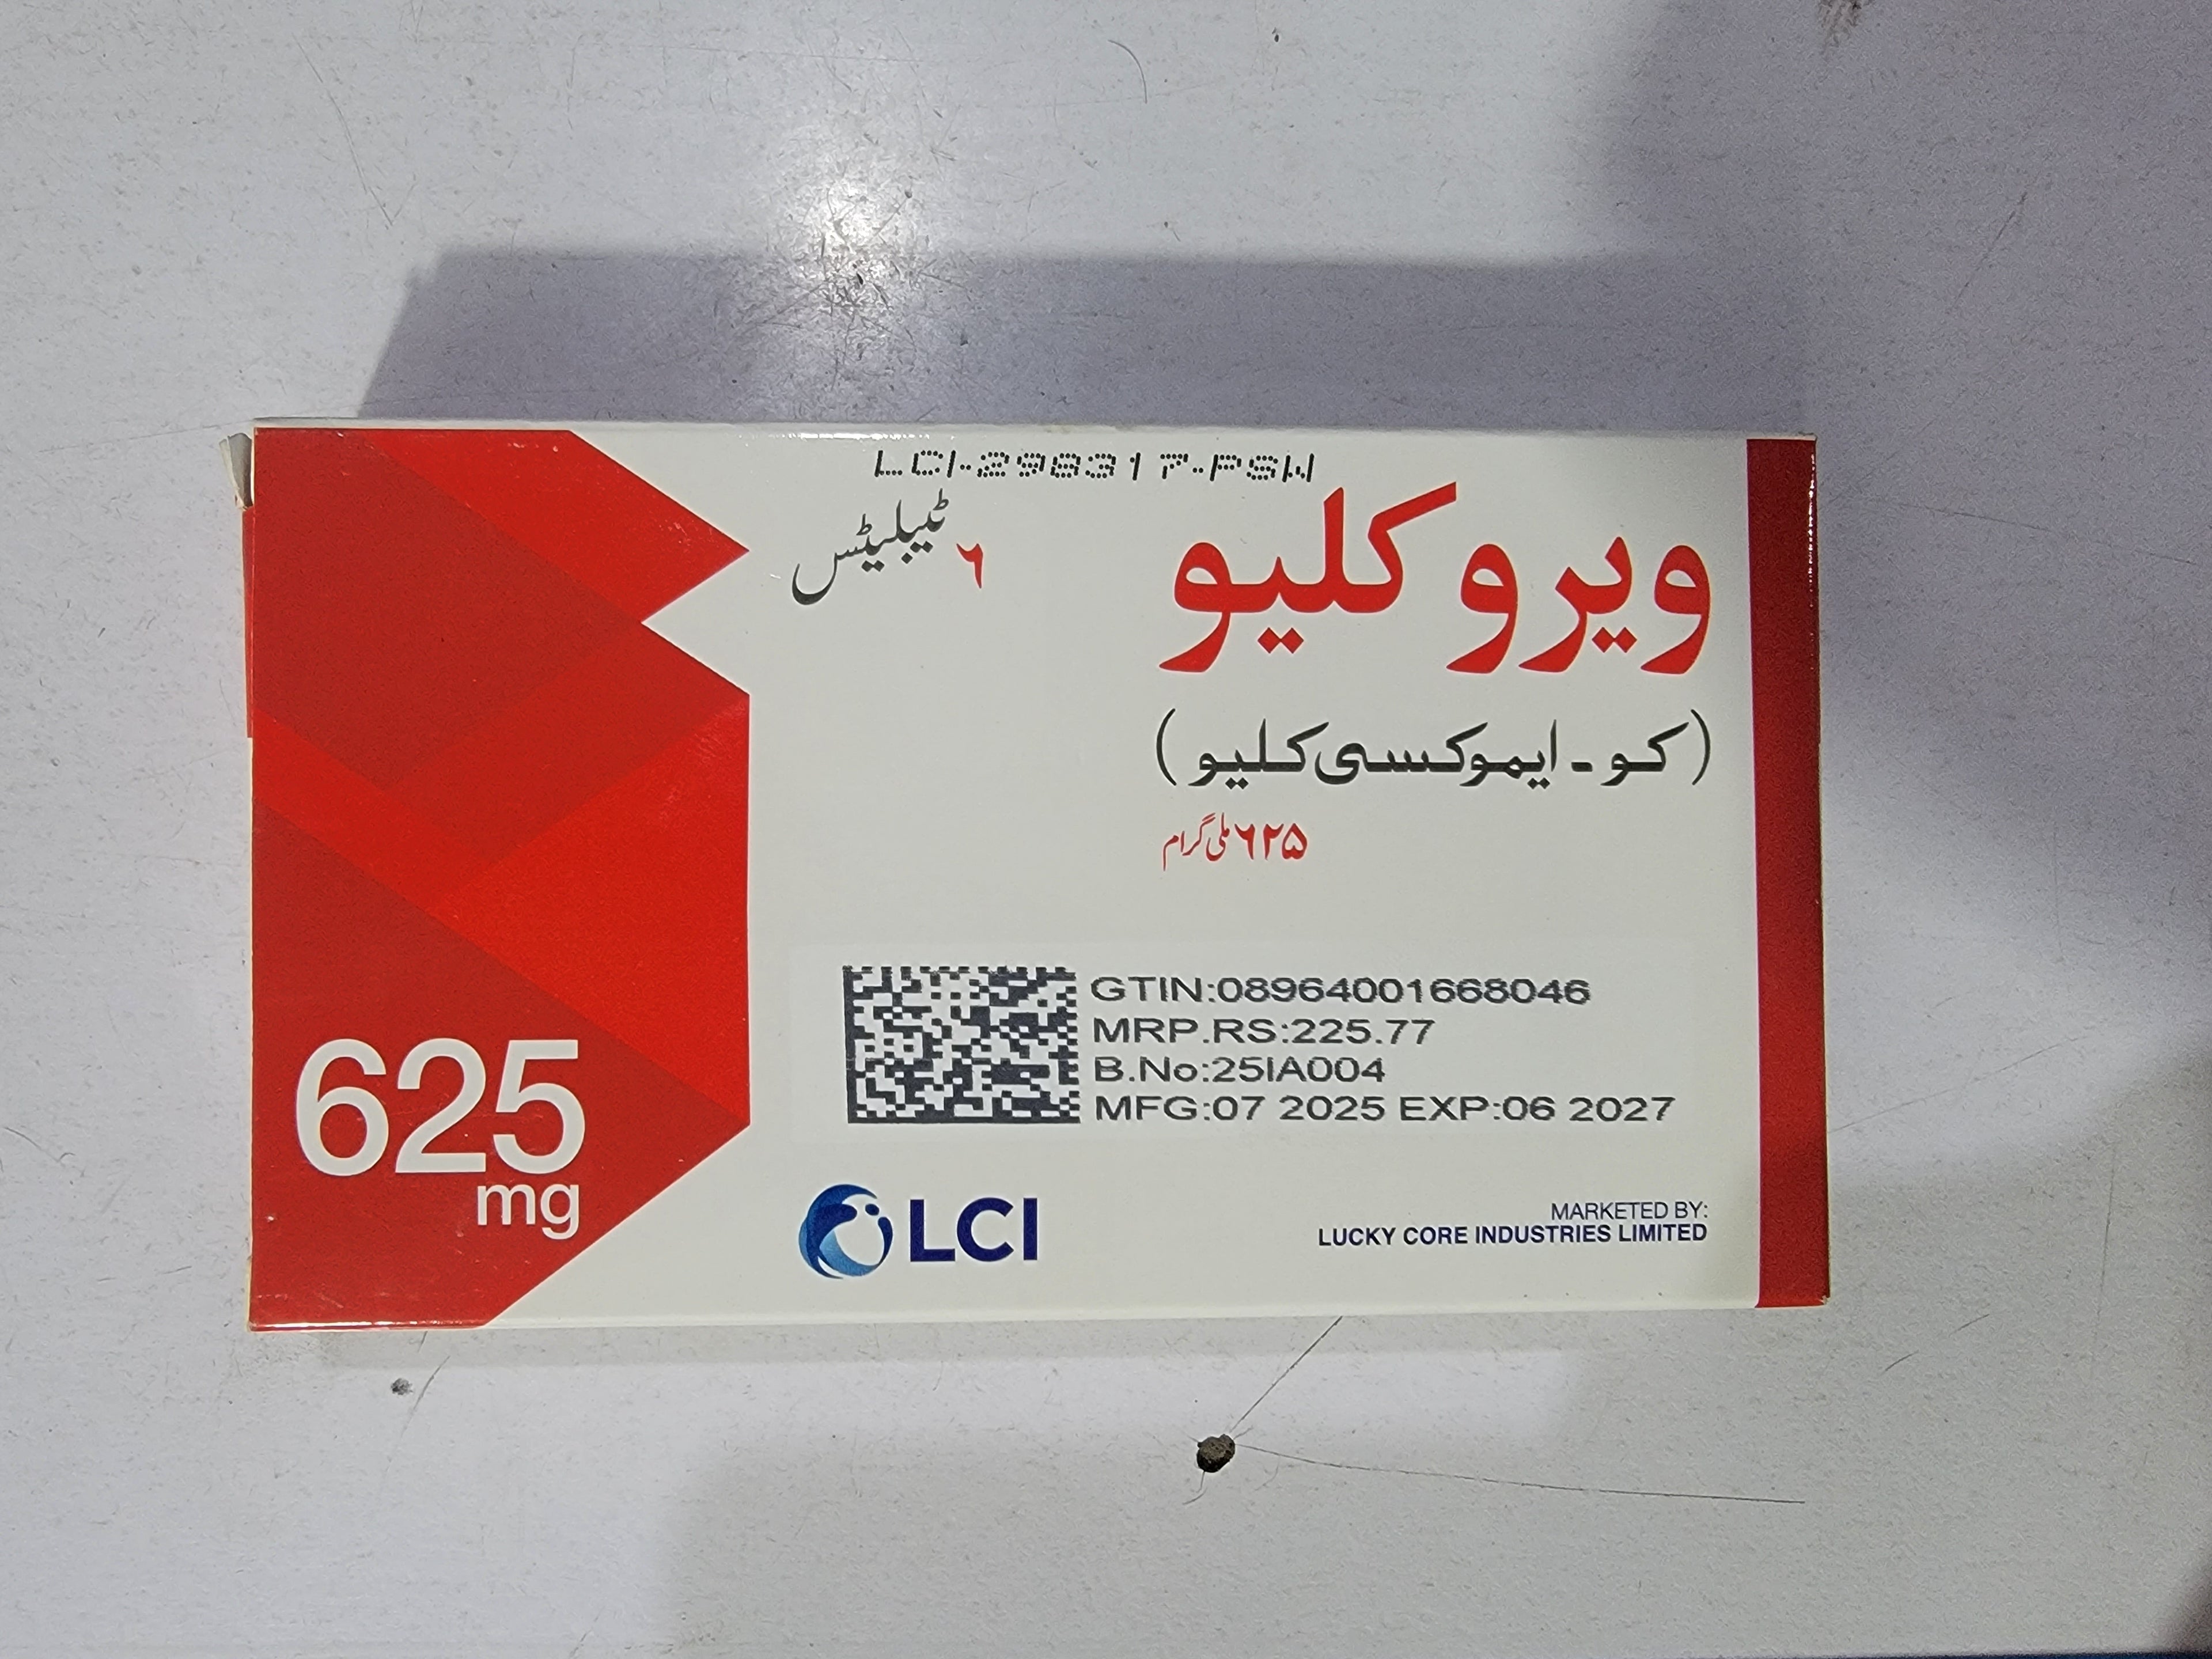 LCI-298317-PSW
ویروکلیو
۶ ٹیبلیٹس
(کو - ایموکسی کلیو)
۶۲۵ ملی گرام
GTIN:08964001668046
MRP.RS:225.77
B.No:25IA004
MFG:07 2025 EXP:06 2027
625
mg
LCI
MARKETED BY:
LUCKY CORE INDUSTRIES LIMITED